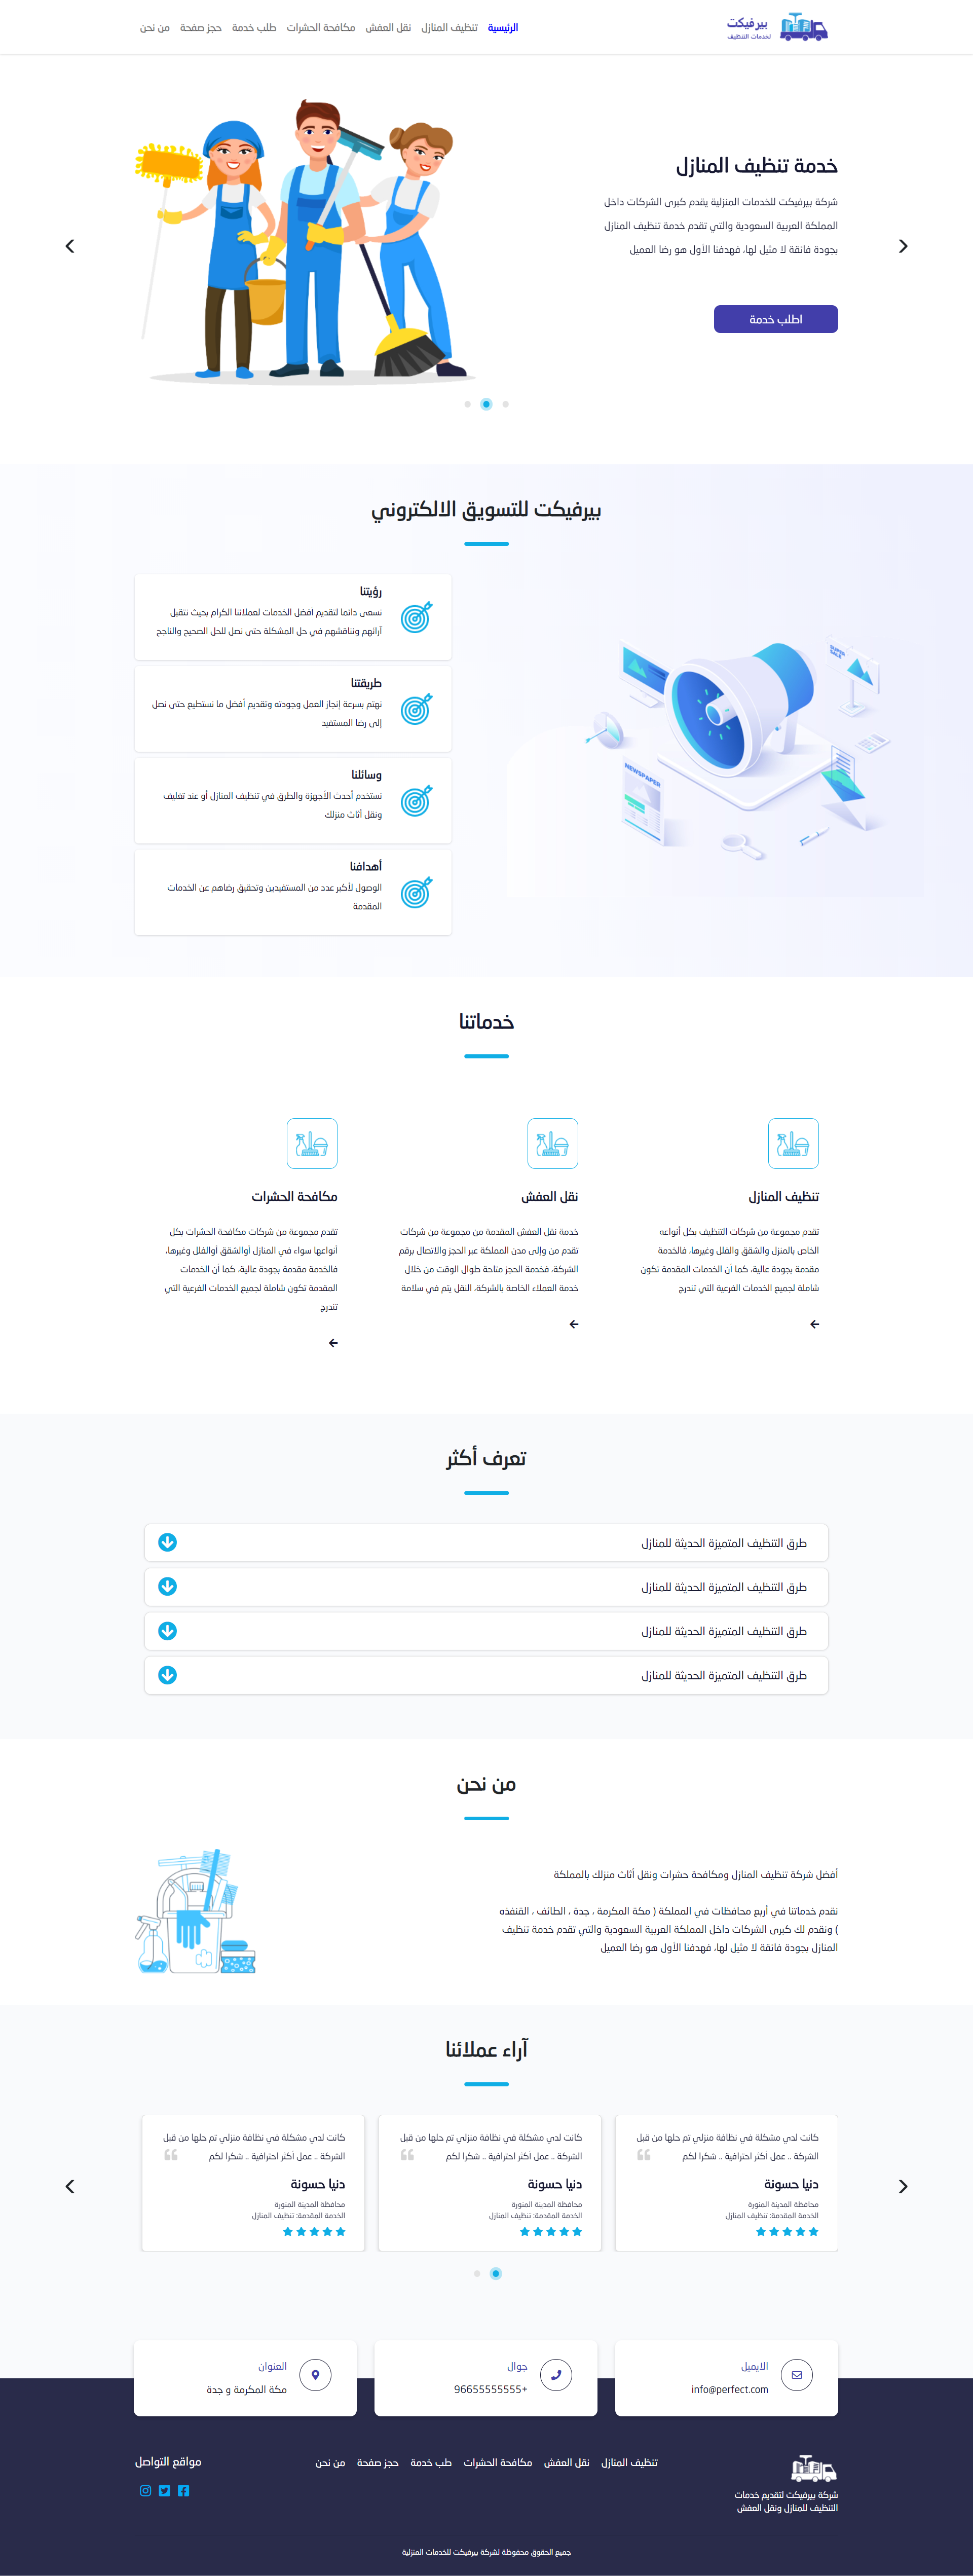 بيرفيكت
لخدمات التنظيف
الرئيسية
تنظيف المنازل
نقل العفش
مكافحة الحشرات
طلب خدمة
حجز صفحة
من نحن
خدمة تنظيف المنازل
شركة بيرفيكت للخدمات المنزلية يقدم كبرى الشركات داخل
المملكة العربية السعودية والتي تقدم خدمة تنظيف المنازل
بجودة فائقة لا مثيل لها، فهدفنا الأول هو رضا العميل
اطلب خدمة
بيرفيكت للتسويق الالكتروني
رؤيتنا
نسعى دائما لتقديم أفضل الخدمات لعملائنا الكرام بحيث نتقبل
آرائهم ونناقشهم في حل المشكلة حتى نصل للحل الصحيح والناجح
طريقتنا
نهتم بسرعة إنجاز العمل وجودته وتقديم أفضل ما نستطيع حتى نصل
إلى رضا المستفيد
وسائلنا
نستخدم أحدث الأجهزة والطرق في تنظيف المنازل أو عند تغليف
ونقل أثاث منزلك
أهدافنا
الوصول لأكبر عدد من المستفيدين وتحقيق رضاهم عن الخدمات
المقدمة
SUPER
SALE
NEWSPAPER
خدماتنا
تنظيف المنازل
تقدم مجموعة من شركات التنظيف بكل أنواعه
الخاص بالمنزل والشقق والفلل وغيرها، فالخدمة
مقدمة بجودة عالية، كما أن الخدمات المقدمة تكون
شاملة لجميع الخدمات الفرعية التي تندرج
نقل العفش
خدمة نقل العفش المقدمة من مجموعة من شركات
تقدم من وإلى مدن المملكة عبر الحجز والاتصال برقم
الشركة، فخدمة الحجز متاحة طوال الوقت من خلال
خدمة العملاء الخاصة بالشركة، النقل يتم في سلامة
مكافحة الحشرات
تقدم مجموعة من شركات مكافحة الحشرات بكل
أنواعها سواء في المنازل أوالشقق أوالفلل وغيرها،
فالخدمة مقدمة بجودة عالية، كما أن الخدمات
المقدمة تكون شاملة لجميع الخدمات الفرعية التي
تندرج
تعرف أكثر
طرق التنظيف المتميزة الحديثة للمنازل
طرق التنظيف المتميزة الحديثة للمنازل
طرق التنظيف المتميزة الحديثة للمنازل
طرق التنظيف المتميزة الحديثة للمنازل
من نحن
أفضل شركة تنظيف المنازل ومكافحة حشرات ونقل أثاث منزلك بالمملكة
نقدم خدماتنا في أربع محافظات في المملكة ( مكة المكرمة ، جدة ، الطائف ، القنفذه
) ونقدم لك كبرى الشركات داخل المملكة العربية السعودية والتي تقدم خدمة تنظيف
المنازل بجودة فائقة لا مثيل لها، فهدفنا الأول هو رضا العميل
آراء عملائنا
كانت لدي مشكلة في نظافة منزلي تم حلها من قبل
الشركة .. عمل أكثر احترافية .. شكرا لكم
دنيا حسونة
محافظة المدينة المنورة
الخدمة المقدمة: تنظيف المنازل
كانت لدي مشكلة في نظافة منزلي تم حلها من قبل
الشركة .. عمل أكثر احترافية .. شكرا لكم
دنيا حسونة
محافظة المدينة المنورة
الخدمة المقدمة: تنظيف المنازل
كانت لدي مشكلة في نظافة منزلي تم حلها من قبل
الشركة .. عمل أكثر احترافية .. شكرا لكم
دنيا حسونة
محافظة المدينة المنورة
الخدمة المقدمة: تنظيف المنازل
الايميل
info@perfect.com
جوال
96655555555+
العنوان
مكة المكرمة و جدة
شركة بيرفيكت لتقديم خدمات
التنظيف للمنازل ونقل العفش
تنظيف المنازل
نقل العفش
مكافحة الحشرات
طب خدمة
حجز صفحة
من نحن
مواقع التواصل
جميع الحقوق محفوظة لشركة بيرفيكت للخدمات المنزلية